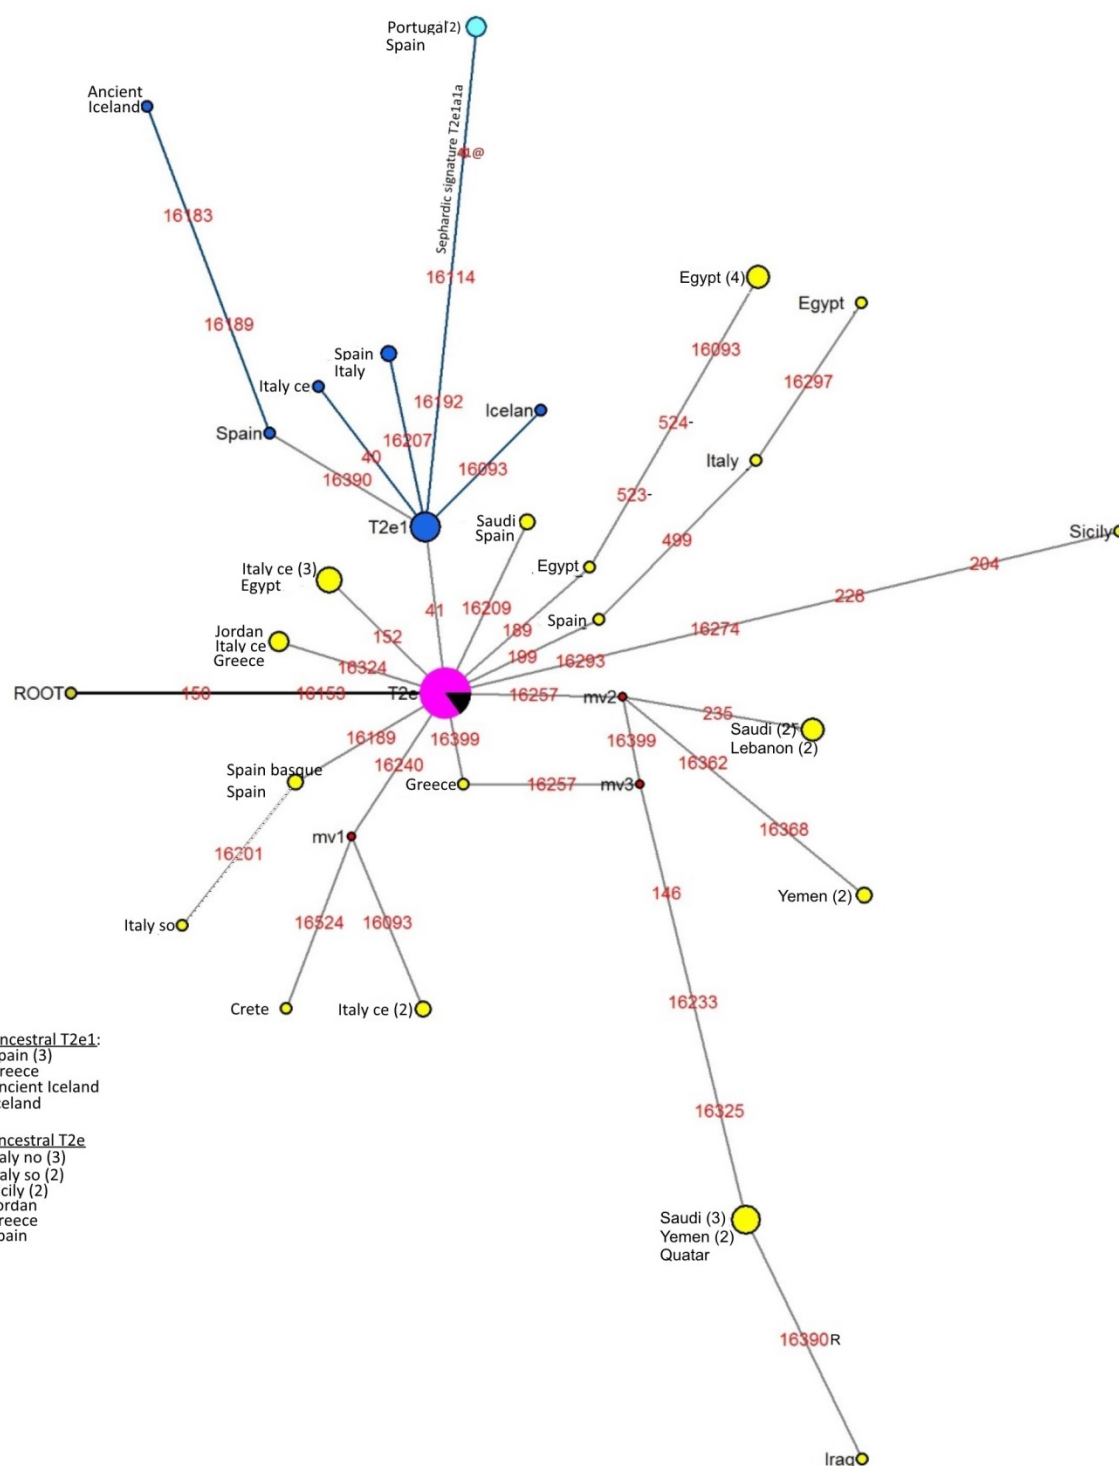 Portugal(2)
Spain
Ancient
Iceland
Sephardic signature T2e1a1a
41@
16183
16114
Egypt (4)
Egypt
16189
16093
Spain
Italy
16297
Italy ce
16192
Icelan
524-
Spain
16207
40
16093
Italy
16390
523-
T2e1
Saudi
Spain
499
Sicily
204
Italy ce (3)
Egypt
Egypt
228
41
16209
189
Spain
16274
152
Jordan
Italy ce
Greece
199
16293
16324
ROOT
150
16153
T2e
16257
mv2
235
Saudi (2)
Lebanon (2)
16189
16399
16399
16240
16362
Spain basque
Spain
Greece
16257
mv3
mv1
16368
16201
146
Yemen (2)
Italy so
16524
16093
Crete
Italy ce (2)
16233
ncestral T2e1:
pain (3)
reece
ncient Iceland
celand
16325
ncestral T2e
aly no (3)
aly so (2)
cily (2)
ordan
reece
pain
Saudi (3)
Yemen (2)
Quatar
16390R
Iraq